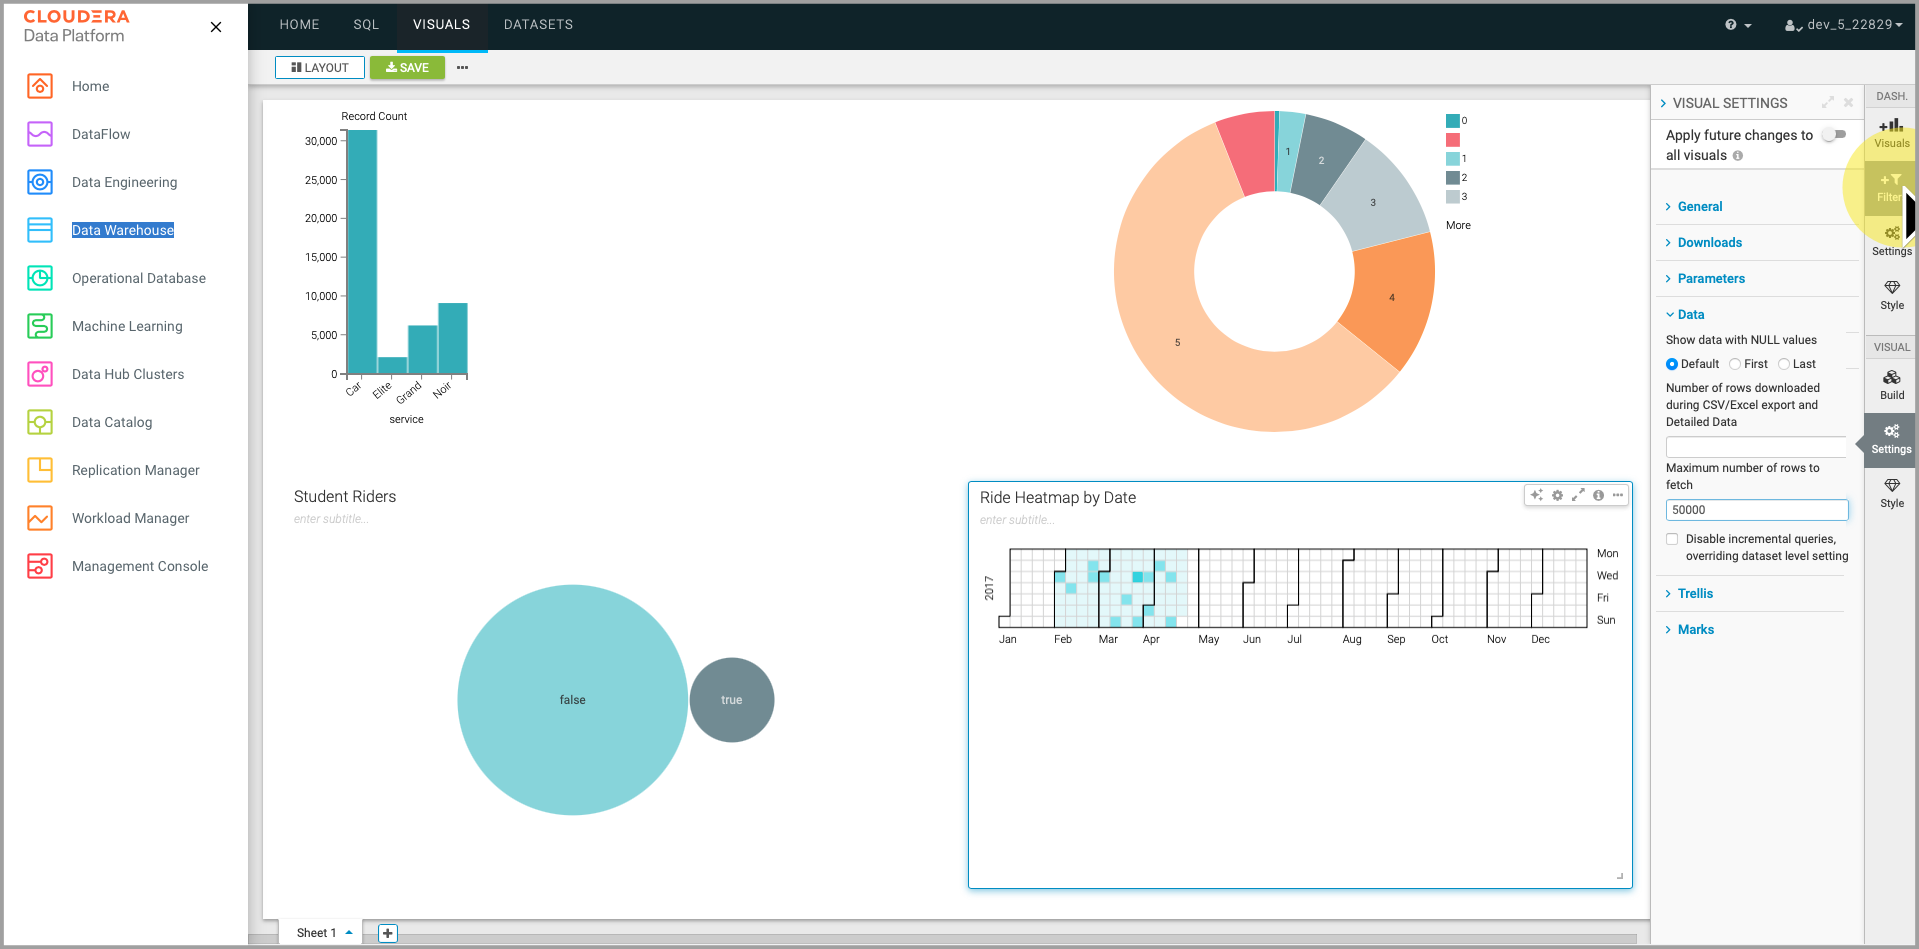 CLOUDERA
Data Platform
Home
DataFlow
Data Engineering
Data Warehouse
Operational Database
Machine Learning
Data Hub Clusters
Data Catalog
Replication Manager
Workload Manager
Management Console
HOME SQL VISUALS DATASETS
dev_5_22829
LAYOUT SAVE
Record Count
30,000
25,000
20,000
15,000
10,000
5,000
0
Car Elite Grand Noir
service
1
2
3
4
5
0
1
2
3
More
Student Riders
enter subtitle...
false
true
Ride Heatmap by Date
enter subtitle...
2017
Mon
Wed
Fri
Sun
Jan Feb Mar Apr May Jun Jul Aug Sep Oct Nov Dec
Sheet 1
VISUAL SETTINGS
Apply future changes to
all visuals
General
Downloads
Parameters
Data
Show data with NULL values
Default First Last
Number of rows downloaded
during CSV/Excel export and
Detailed Data
Maximum number of rows to
fetch
50000
Disable incremental queries,
overriding dataset level setting
Trellis
Marks
DASH.
Visuals
Filter
Settings
Style
VISUAL
Build
Settings
Style